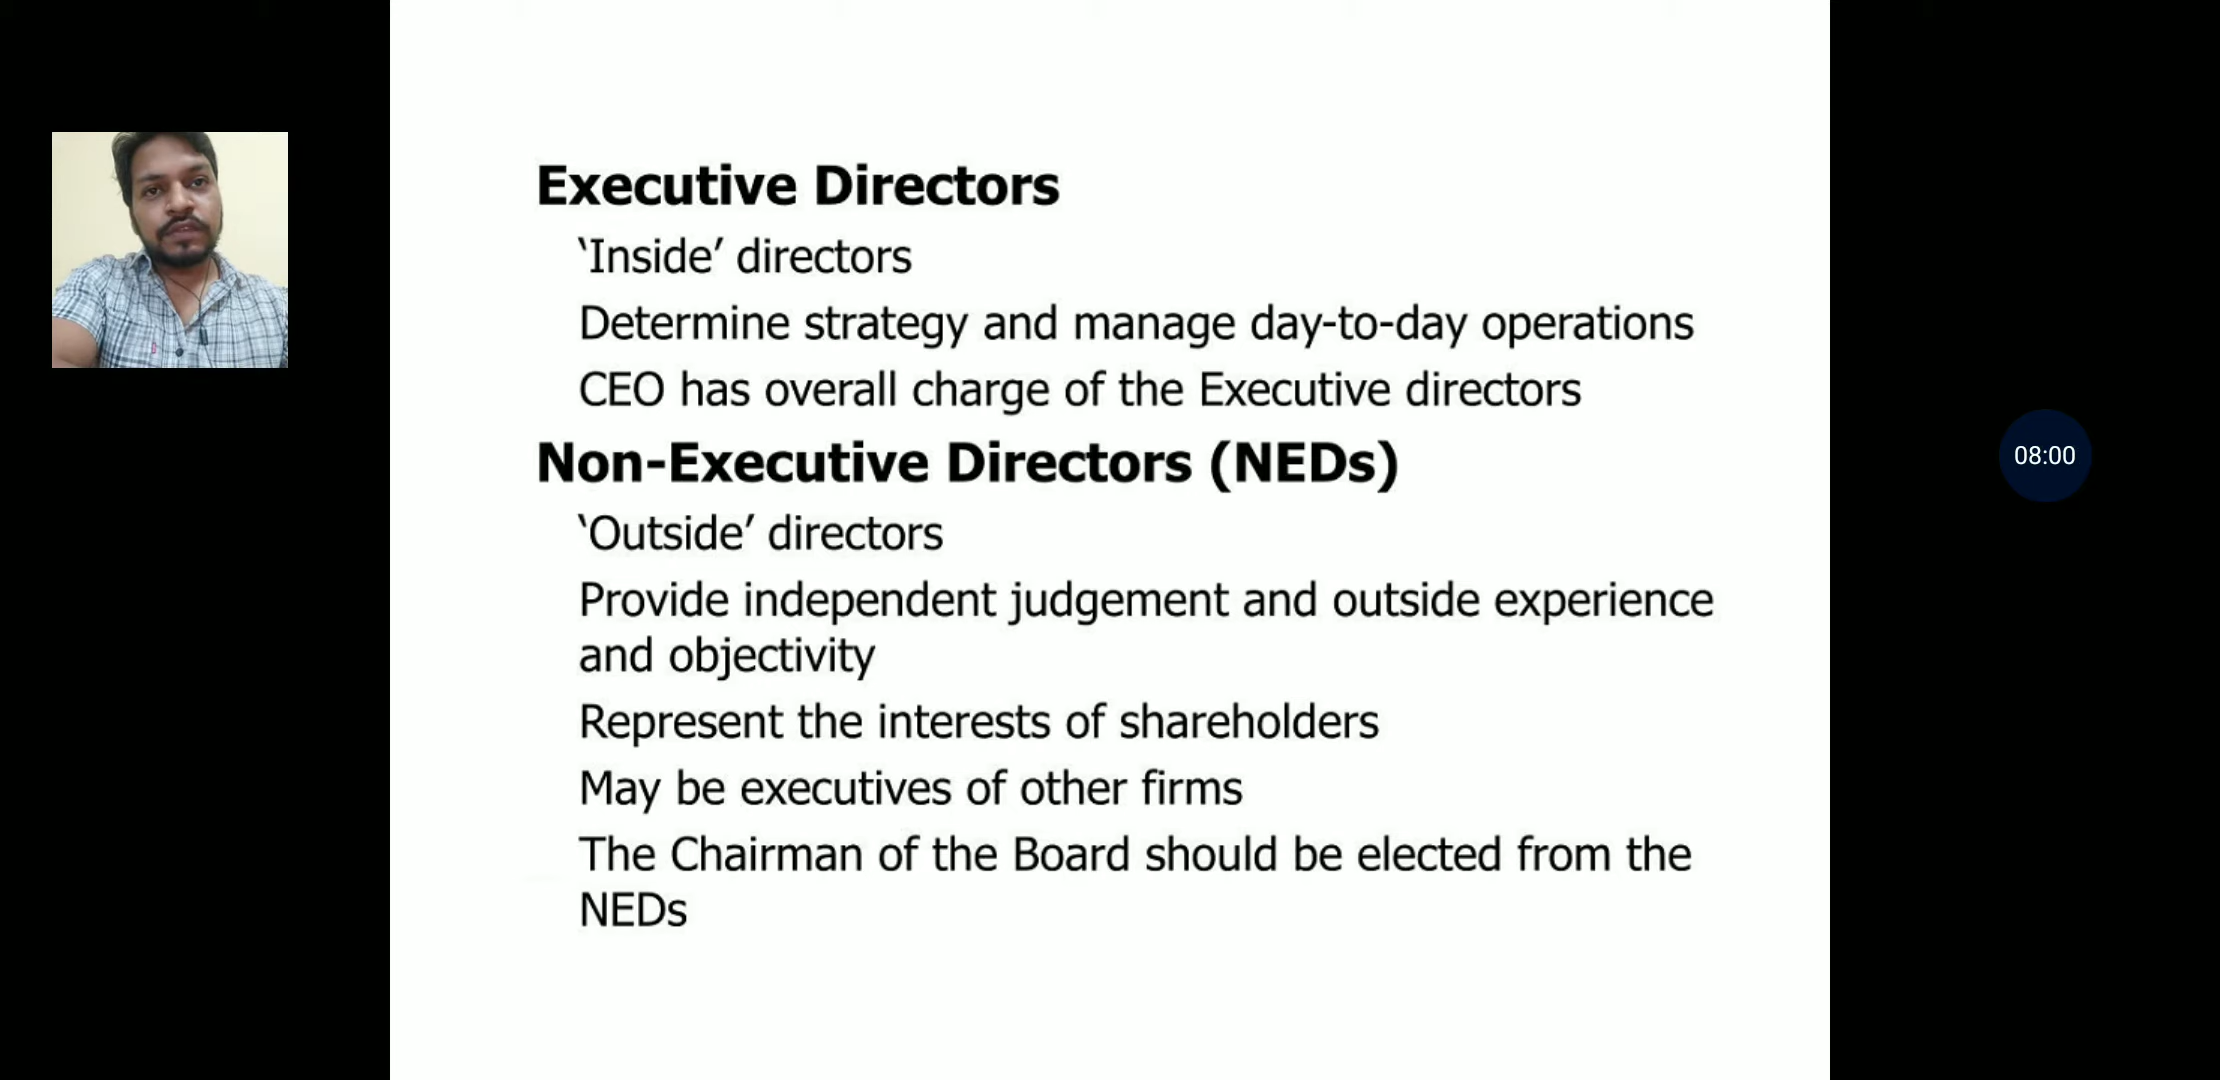 Executive Directors
‘Inside’ directors
Determine strategy and manage day-to-day operations
CEO has overall charge of the Executive directors
Non-Executive Directors (NEDs)
‘Outside’ directors
Provide independent judgement and outside experience
and objectivity
Represent the interests of shareholders
May be executives of other firms
The Chairman of the Board should be elected from the
NEDs
08:00